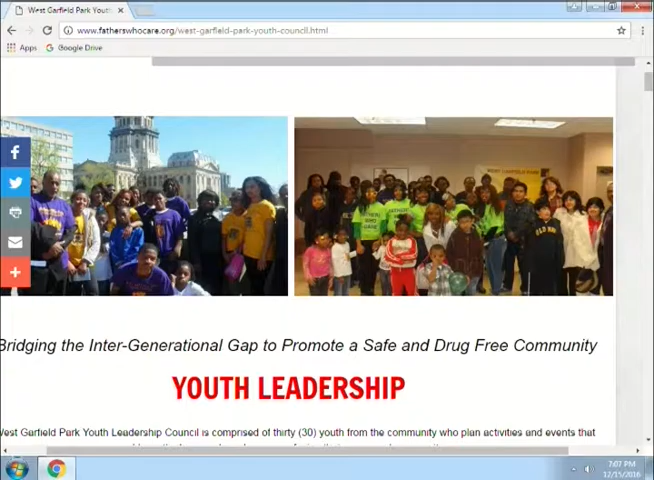 West Garfield Park Youth
www.fatherswhocare.org/west-garfield-park-youth-council.html
Apps Google Drive
WEST GARFIELD PARK
Bridging the Inter-Generational Gap to Promote a Safe and Drug Free Community
YOUTH LEADERSHIP
West Garfield Park Youth Leadership Council is comprised of thirty (30) youth from the community who plan activities and events that
7:07 PM
12/15/2016